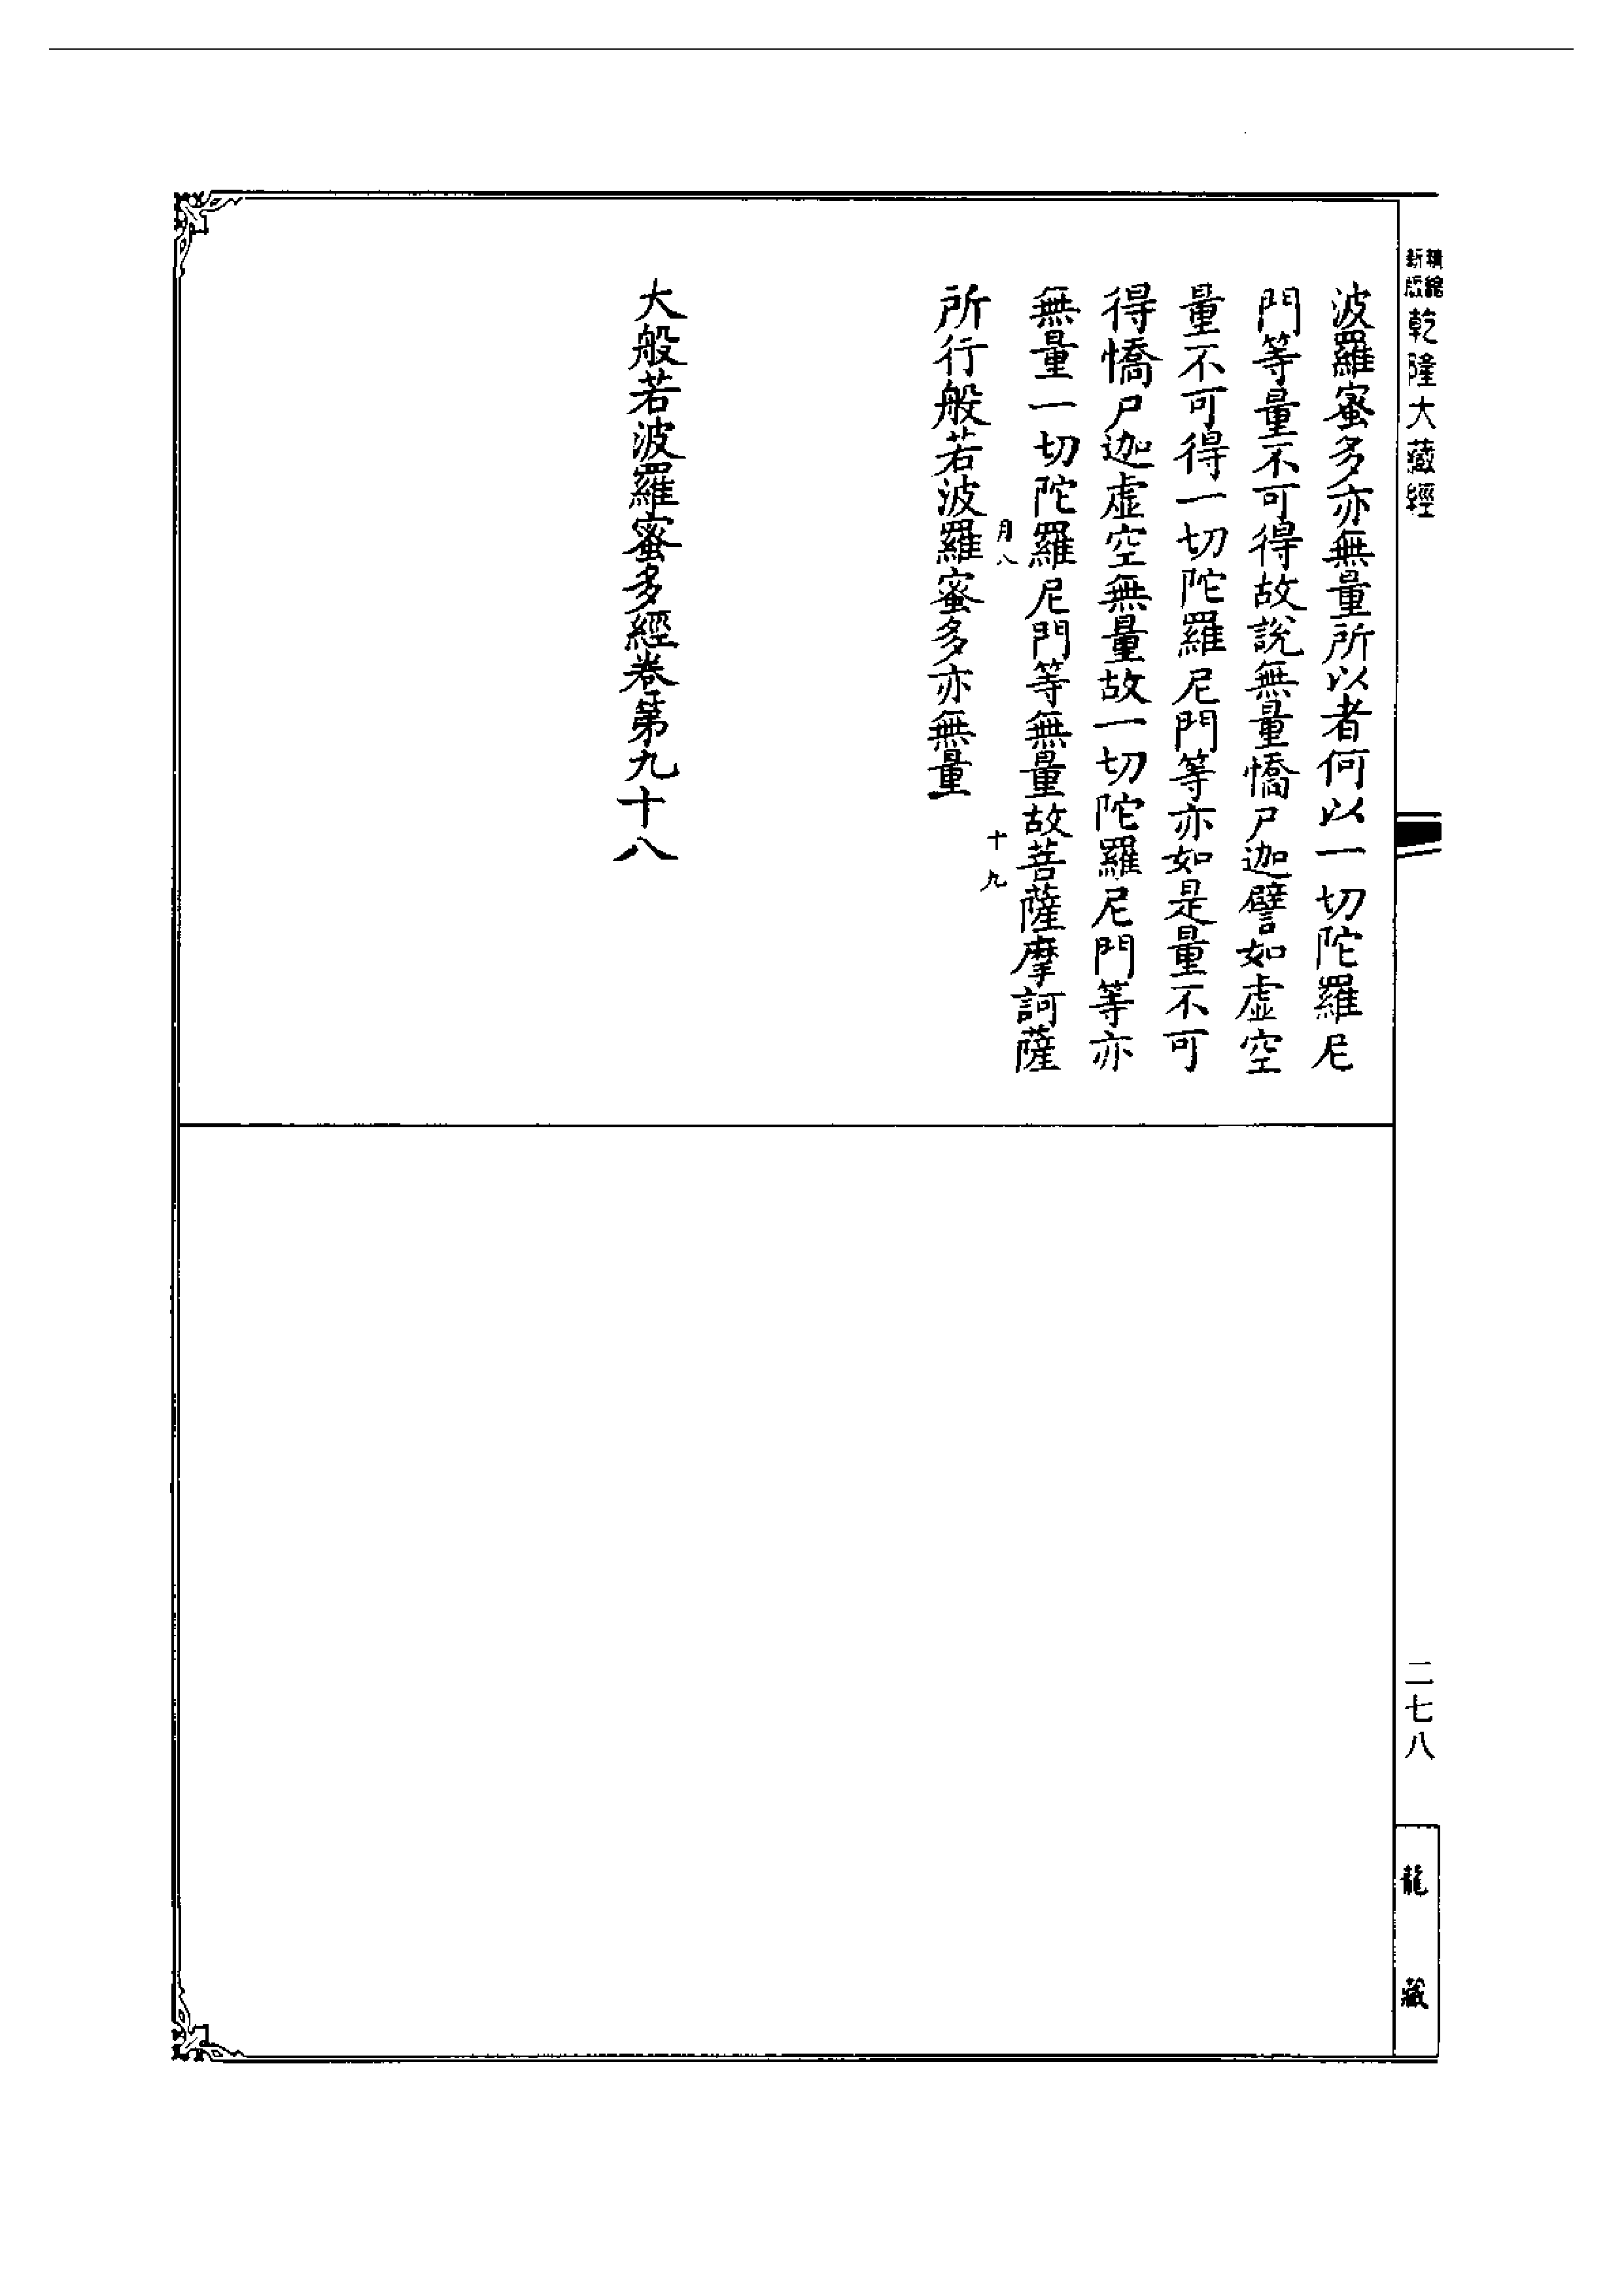 新編縮版乾隆大藏經
波羅蜜多亦無量所以者何以一切陀羅尼
門等量不可得故說無量憍尸迦譬如虛空
量不可得一切陀羅尼門等亦如是量不可
得憍尸迦虛空無量故一切陀羅尼門等亦
無量一切陀羅尼門等無量故菩薩摩訶薩
月八
十九
所行般若波羅蜜多亦無量
大般若波羅蜜多經卷第九十八
二七八
龍藏